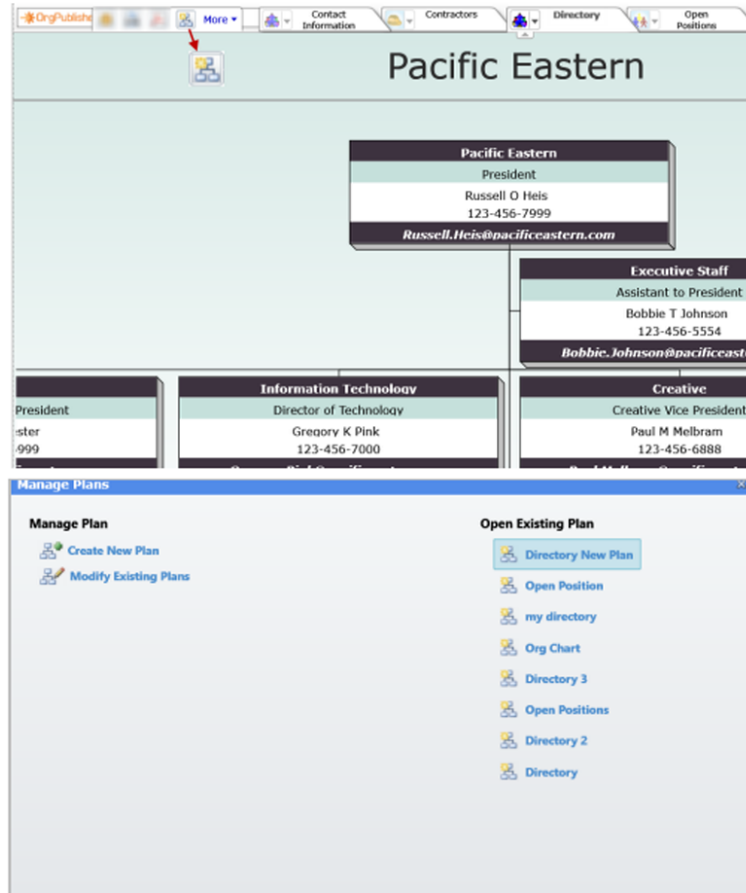 OrgPublishe
More
Contact
Information
Contractors
Directory
Open
Positions
Pacific Eastern
Pacific Eastern
President
Russell O Heis
123-456-7999
Russell.Heis@pacificeastern.com
Executive Staff
Assistant to President
Bobbie T Johnson
123-456-5554
Bobbie.Johnson@pacificeast
President
ster
999
Information Technology
Director of Technology
Gregory K Pink
123-456-7000
Creative
Creative Vice President
Paul M Melbram
123-456-6888
Manage Plans
Manage Plan
Create New Plan
Modify Existing Plans
Open Existing Plan
Directory New Plan
Open Position
my directory
Org Chart
Directory 3
Open Positions
Directory 2
Directory